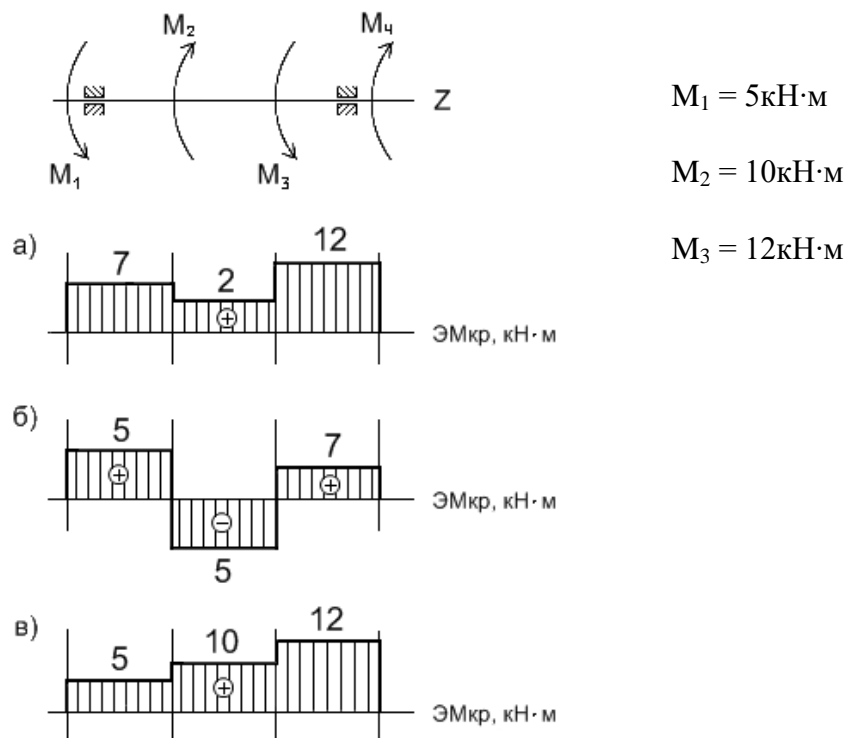 M₂ M₄
Z
M₁ M₃
M₁ = 5кН·м
M₂ = 10кН·м
M₃ = 12кН·м
а)
7 2 12
+
ЭМкр, кН·м
б)
5 7
+ − +
5
ЭМкр, кН·м
в)
5 10 12
+
ЭМкр, кН·м